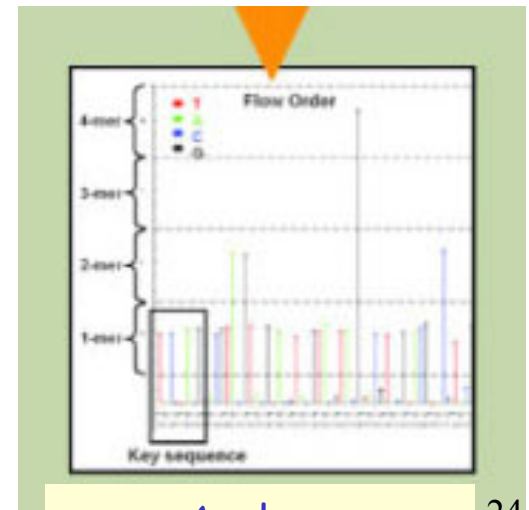 Flow Order
T
A
C
G
4-mer
3-mer
2-mer
1-mer
Key sequence
24